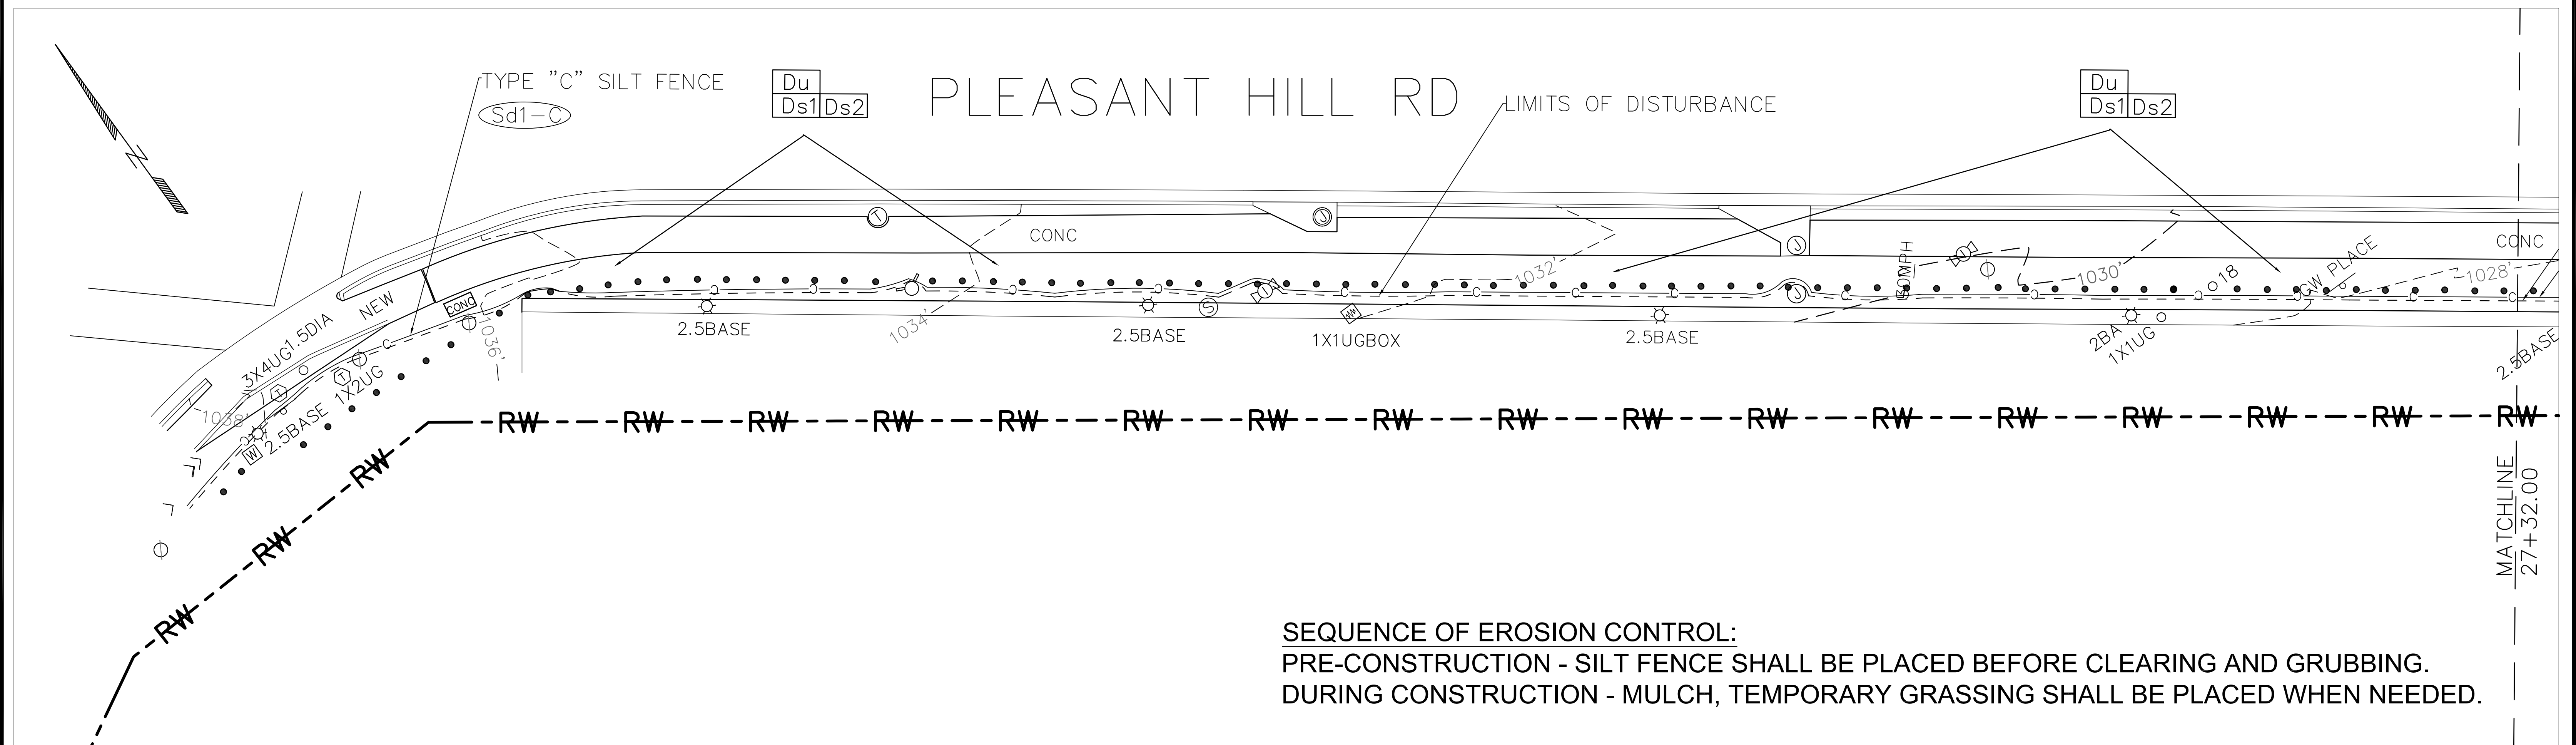 TYPE "C" SILT FENCE
Sd1-C
Du
Ds1 Ds2
PLEASANT HILL RD
LIMITS OF DISTURBANCE
Du
Ds1 Ds2
N
T
J
CONC
J
CONC
1032'
1030'
18
GW PLACE
1028'
NEW
CONC
1036'
1034'
2.5BASE
2.5BASE
S
J
1X1UGBOX
2.5BASE
J
2BA
1X1UG
2.5BASE
3X4UG
1.5DIA
T
T
1038'
W
2.5BASE
1X2UG
C C C C C C C C C C C C C
RW RW RW RW RW RW RW RW RW RW RW RW RW RW RW RW RW
RW
RW
RW
MATCHLINE
27+32.00
SEQUENCE OF EROSION CONTROL:
PRE-CONSTRUCTION - SILT FENCE SHALL BE PLACED BEFORE CLEARING AND GRUBBING.
DURING CONSTRUCTION - MULCH, TEMPORARY GRASSING SHALL BE PLACED WHEN NEEDED.